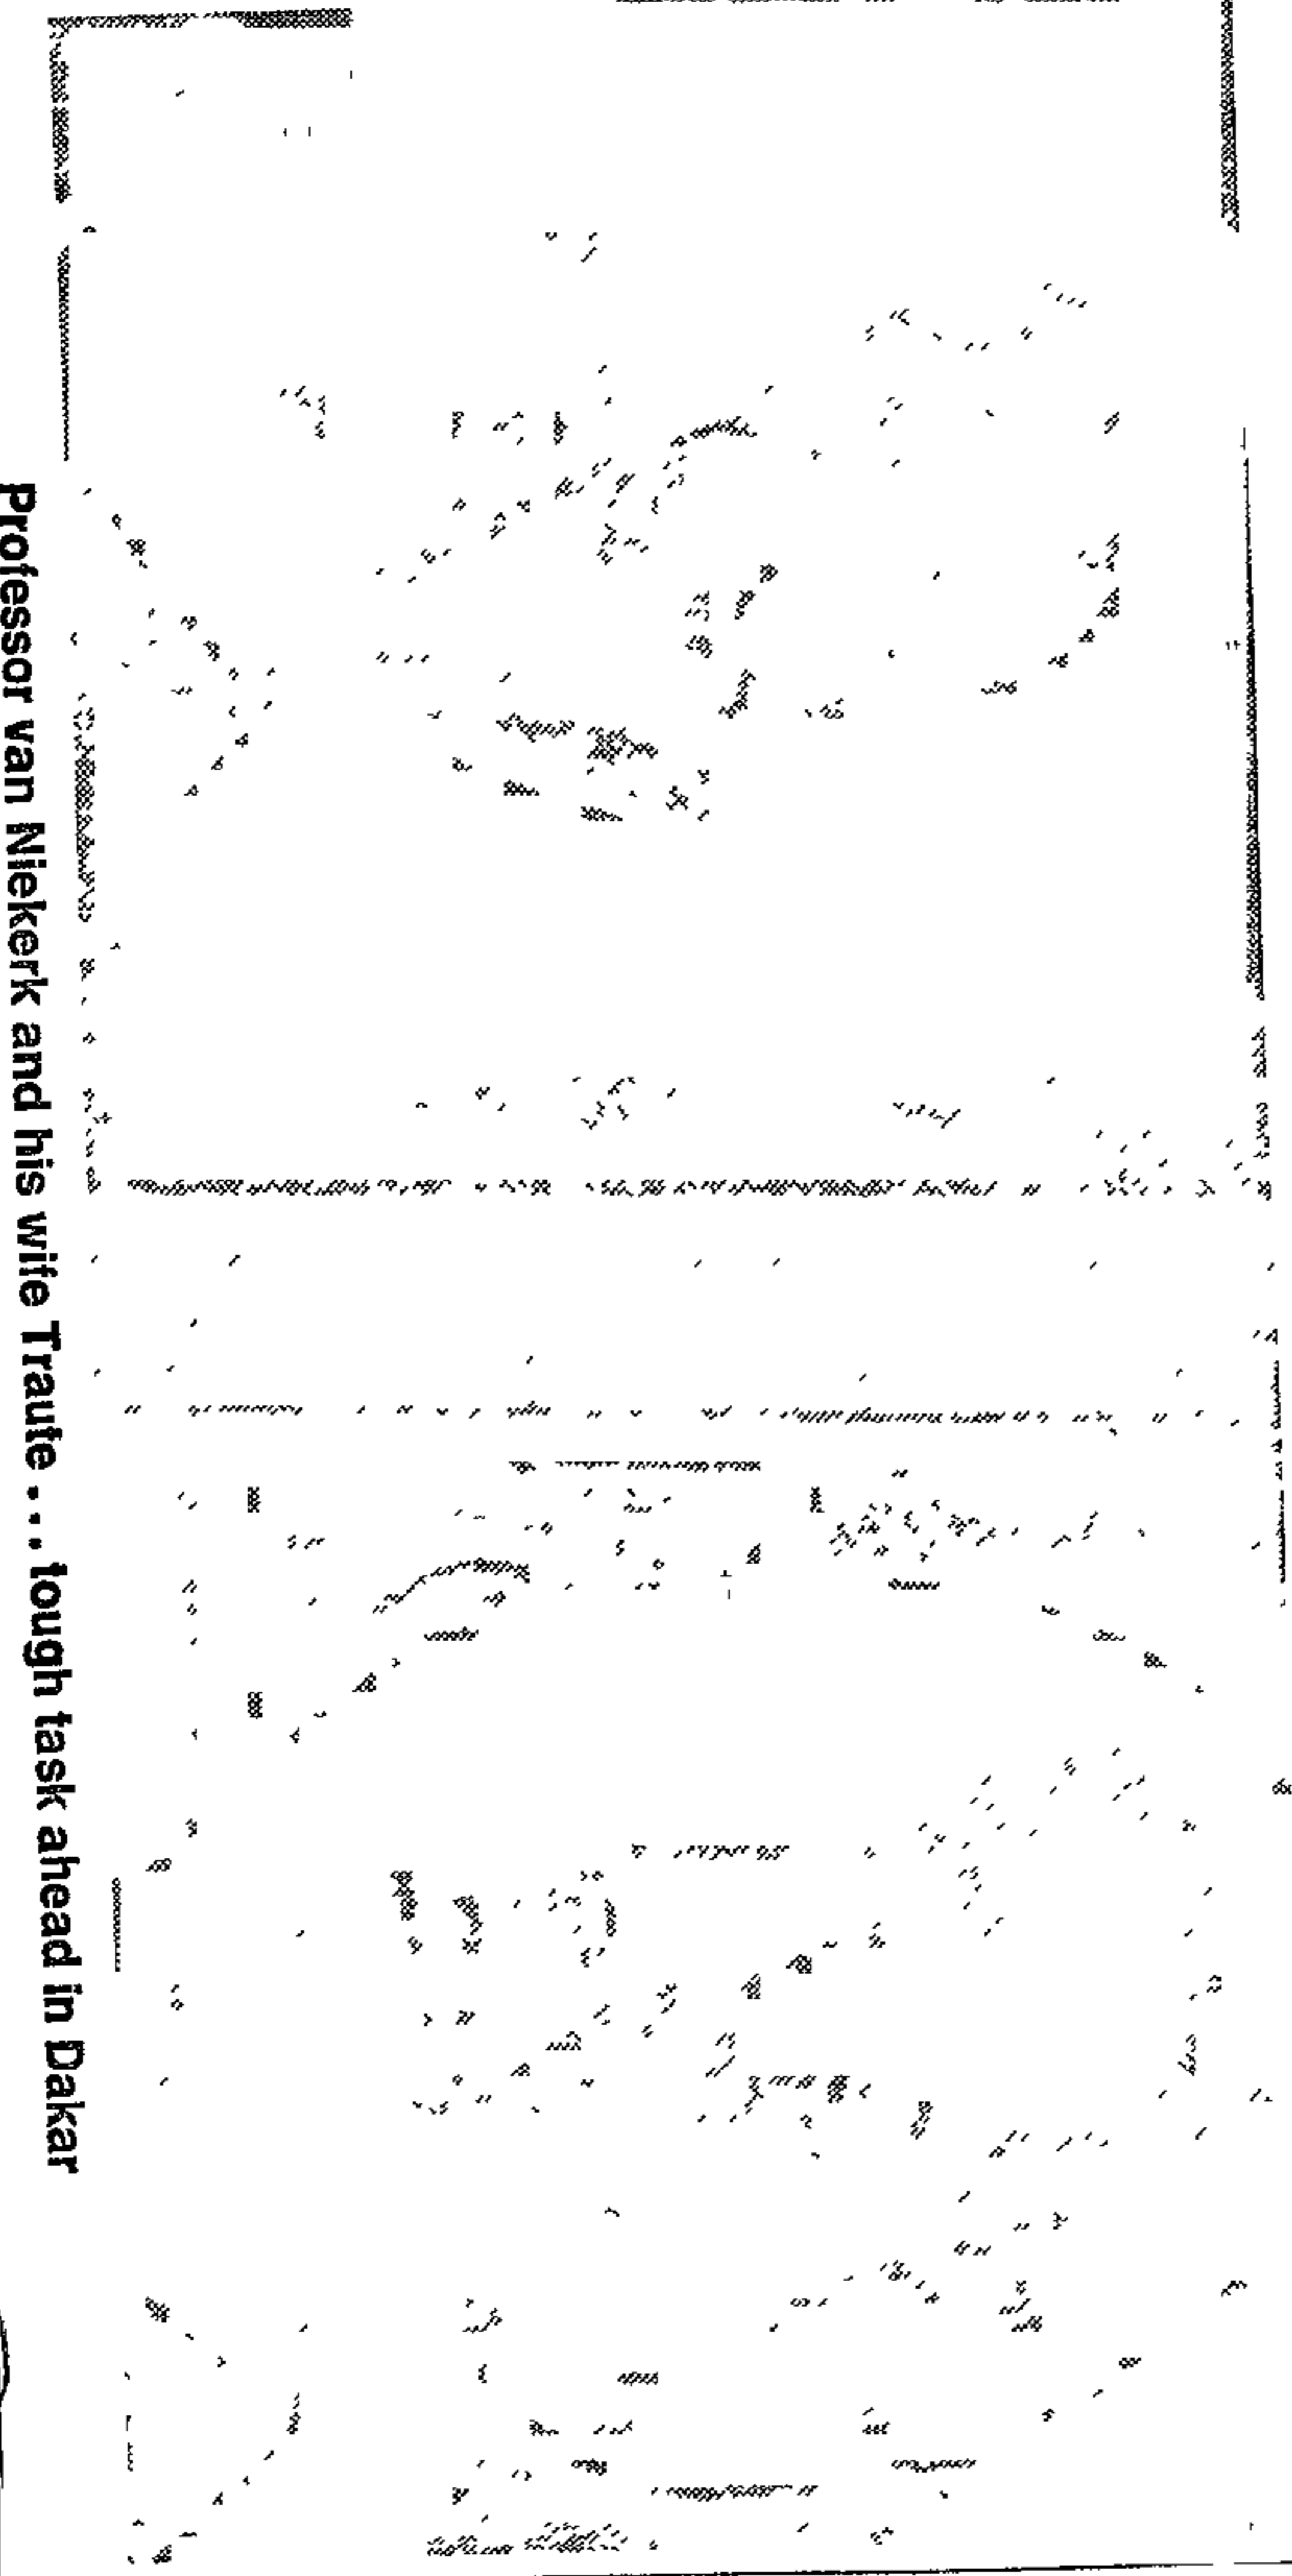 Professor van Niekerk and his wife Traute . . . tough task ahead in Dakar